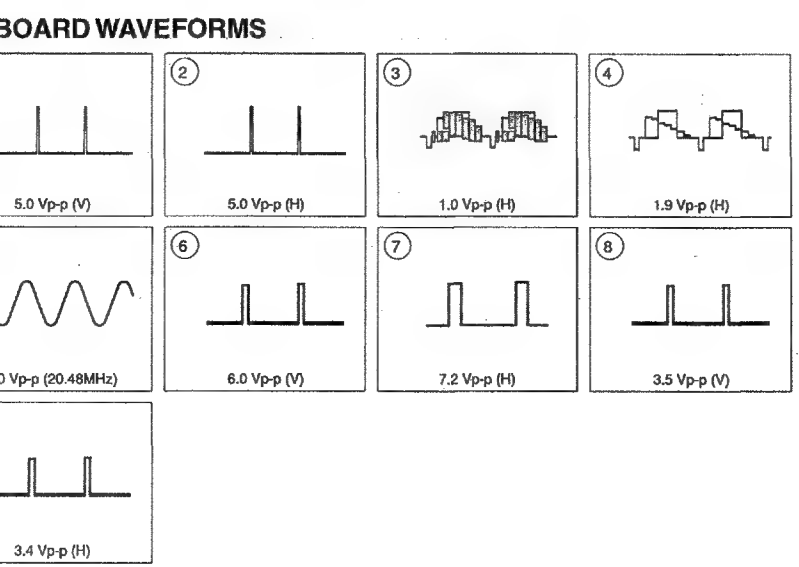 BOARD WAVEFORMS
2
3
4
5.0 Vp-p (V)
5.0 Vp-p (H)
1.0 Vp-p (H)
1.9 Vp-p (H)
6
7
8
0 Vp-p (20.48MHz)
6.0 Vp-p (V)
7.2 Vp-p (H)
3.5 Vp-p (V)
3.4 Vp-p (H)